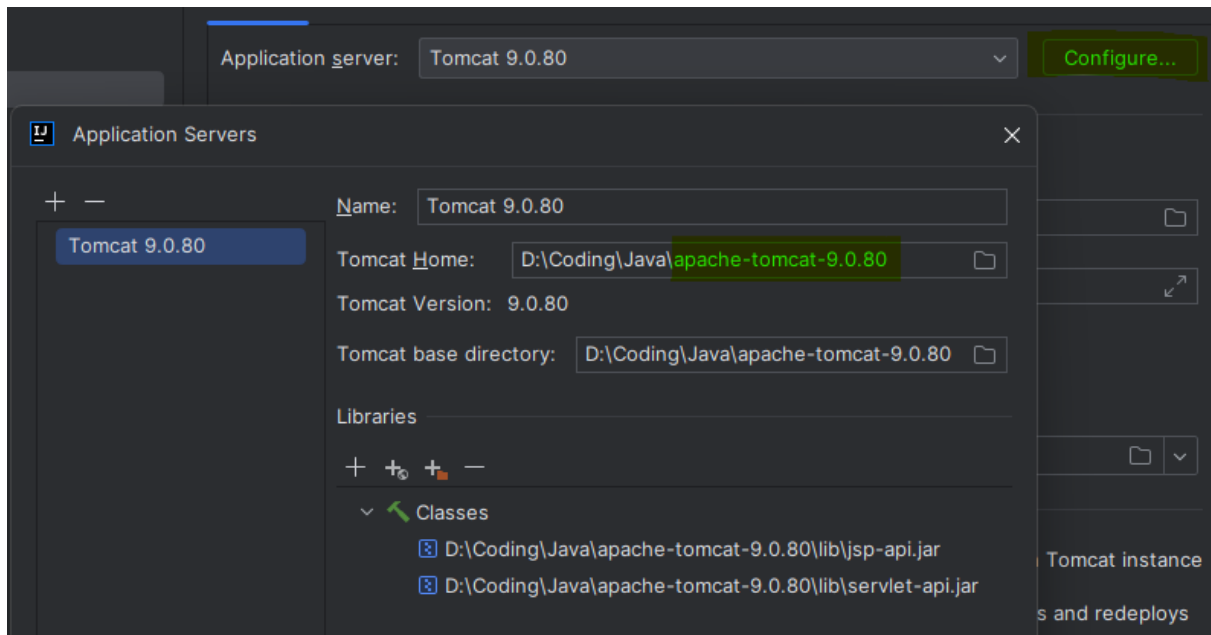 Application server: Tomcat 9.0.80 Configure...
IJ Application Servers
Tomcat 9.0.80
Name: Tomcat 9.0.80
Tomcat Home: D:\Coding\Java\apache-tomcat-9.0.80
Tomcat Version: 9.0.80
Tomcat base directory: D:\Coding\Java\apache-tomcat-9.0.80
Libraries
Classes
D:\Coding\Java\apache-tomcat-9.0.80\lib\jsp-api.jar
D:\Coding\Java\apache-tomcat-9.0.80\lib\servlet-api.jar
Tomcat instance
s and redeploys